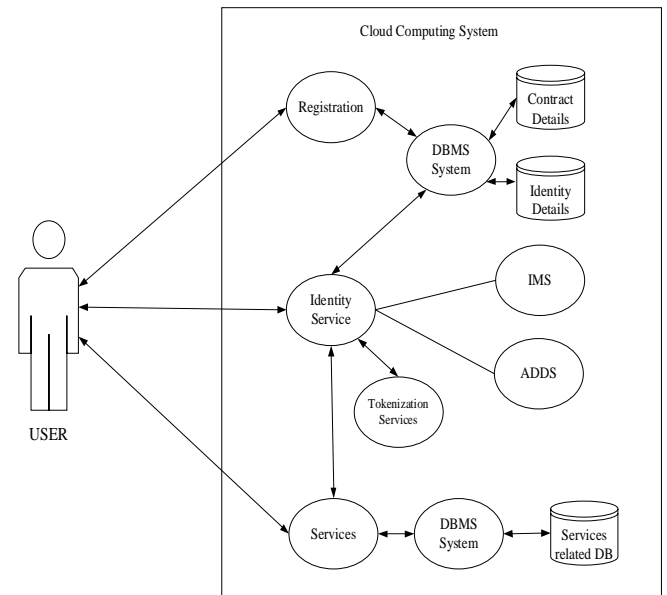 Cloud Computing System
Registration
DBMS
System
Contract
Details
Identity
Details
Identity
Service
IMS
ADDS
Tokenization
Services
USER
Services
DBMS
System
Services
related DB